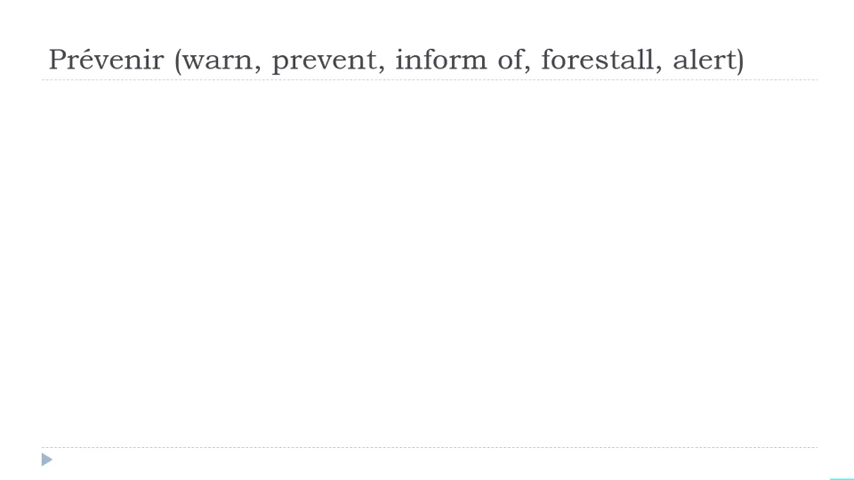 Prévenir (warn, prevent, inform of, forestall, alert)